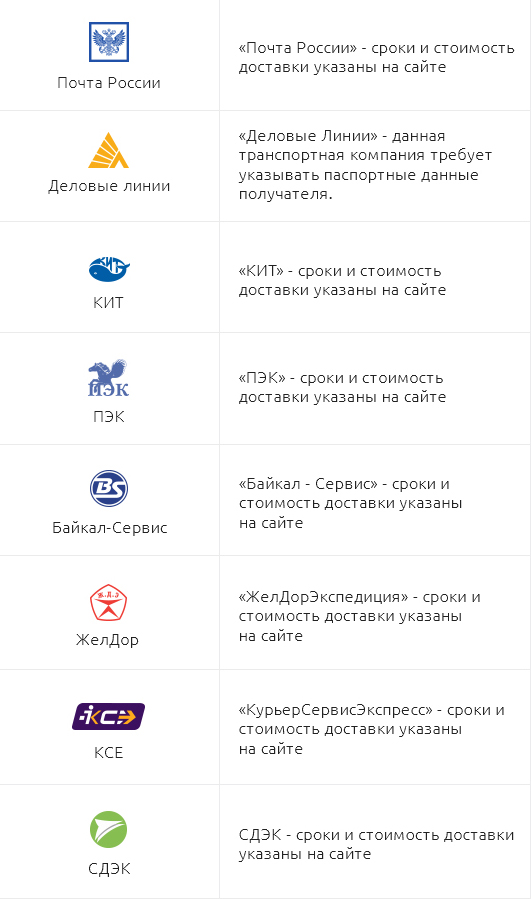 Почта России
«Почта России» - сроки и стоимость
доставки указаны на сайте
Деловые линии
«Деловые Линии» - данная
транспортная компания требует
указывать паспортные данные
получателя.
КИТ
КИТ
«КИТ» - сроки и стоимость
доставки указаны на сайте
ПЭК
ПЭК
«ПЭК» - сроки и стоимость
доставки указаны на сайте
BS
Байкал-Сервис
«Байкал - Сервис» - сроки и
стоимость доставки указаны
на сайте
Ж.Д.Э
ЖелДор
«ЖелДорЭкспедиция» - сроки и
стоимость доставки указаны
на сайте
КСЭ
КСЕ
«КурьерСервисЭкспресс» - сроки и
стоимость доставки указаны
на сайте
СДЭК
СДЭК - сроки и стоимость доставки
указаны на сайте